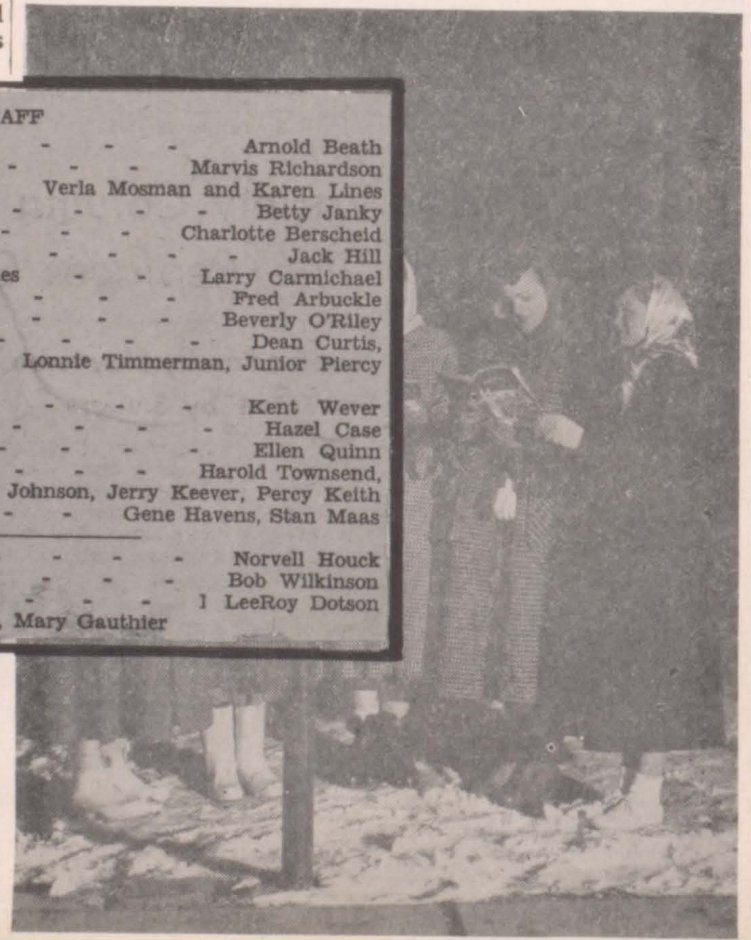 AFF
- - - - Arnold Beath
- - - - Marvis Richardson
Verla Mosman and Karen Lines
- - - - Betty Janky
- - - Charlotte Berscheid
- - - - - Jack Hill
es - - - Larry Carmichael
- - - - Fred Arbuckle
- - - - Beverly O'Riley
- - - - - Dean Curtis,
Lonnie Timmerman, Junior Piercy
- - - - Kent Wever
- - - - - Hazel Case
- - - - - Ellen Quinn
- - - - Harold Townsend,
Johnson, Jerry Keever, Percy Keith
- - Gene Havens, Stan Maas
- - - - Norvell Houck
- - - - Bob Wilkinson
- - - - 1 LeeRoy Dotson
, Mary Gauthier